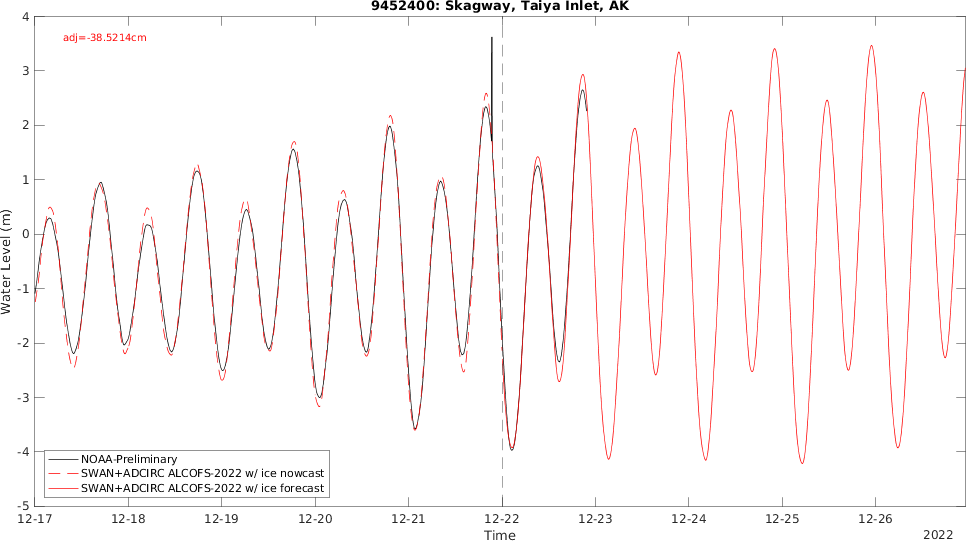 9452400: Skagway, Taiya Inlet, AK
adj=-38.5214cm
4
3
2
1
0
-1
-2
-3
-4
-5
Water Level (m)
NOAA-Preliminary
SWAN+ADCIRC ALCOFS-2022 w/ ice nowcast
SWAN+ADCIRC ALCOFS-2022 w/ ice forecast
12-17 12-18 12-19 12-20 12-21 12-22 12-23 12-24 12-25 12-26
Time
2022